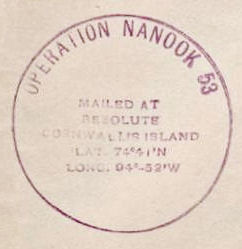 OPERATION NANOOK 53
MAILED AT
RESOLUTE
CORNWALLIS ISLAND
LAT. 74°41'N
LONG. 94°-52'W